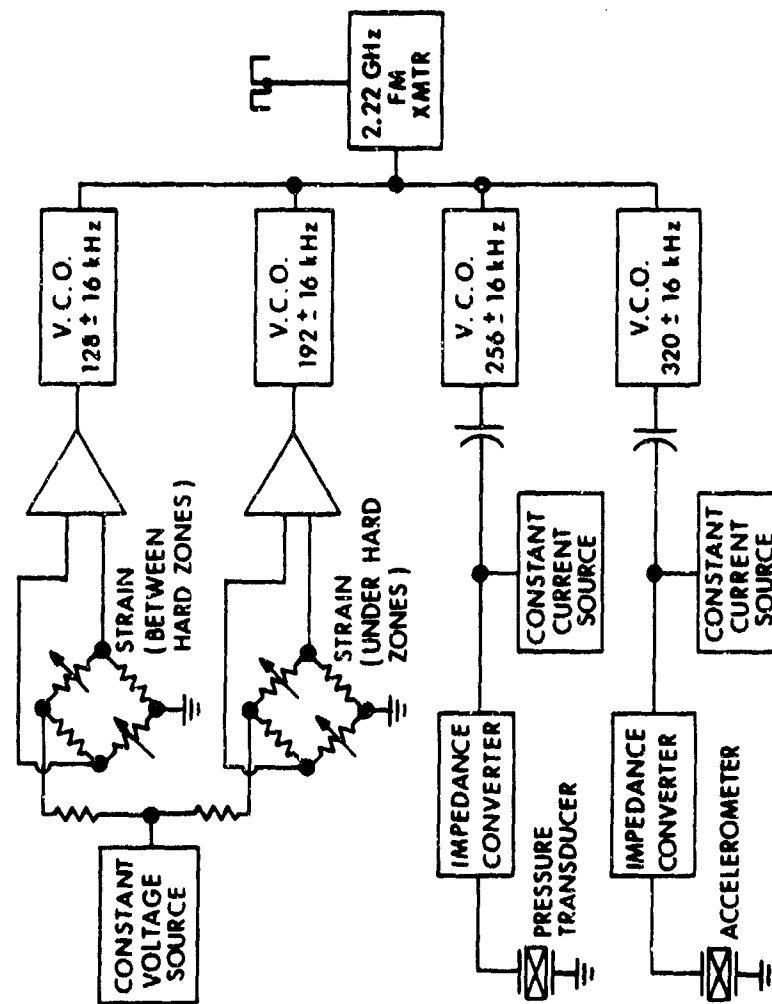 CONSTANT
VOLTAGE
SOURCE
STRAIN
(BETWEEN
HARD ZONES)
V.C.O.
128 ± 16 kHz
STRAIN
(UNDER HARD
ZONES)
V.C.O.
192 ± 16 kHz
2.22 GHz
FM
XMTR
PRESSURE
TRANSDUCER
IMPEDANCE
CONVERTER
CONSTANT
CURRENT
SOURCE
V.C.O.
256 ± 16 kHz
ACCELEROMETER
IMPEDANCE
CONVERTER
CONSTANT
CURRENT
SOURCE
V.C.O.
320 ± 16 kHz